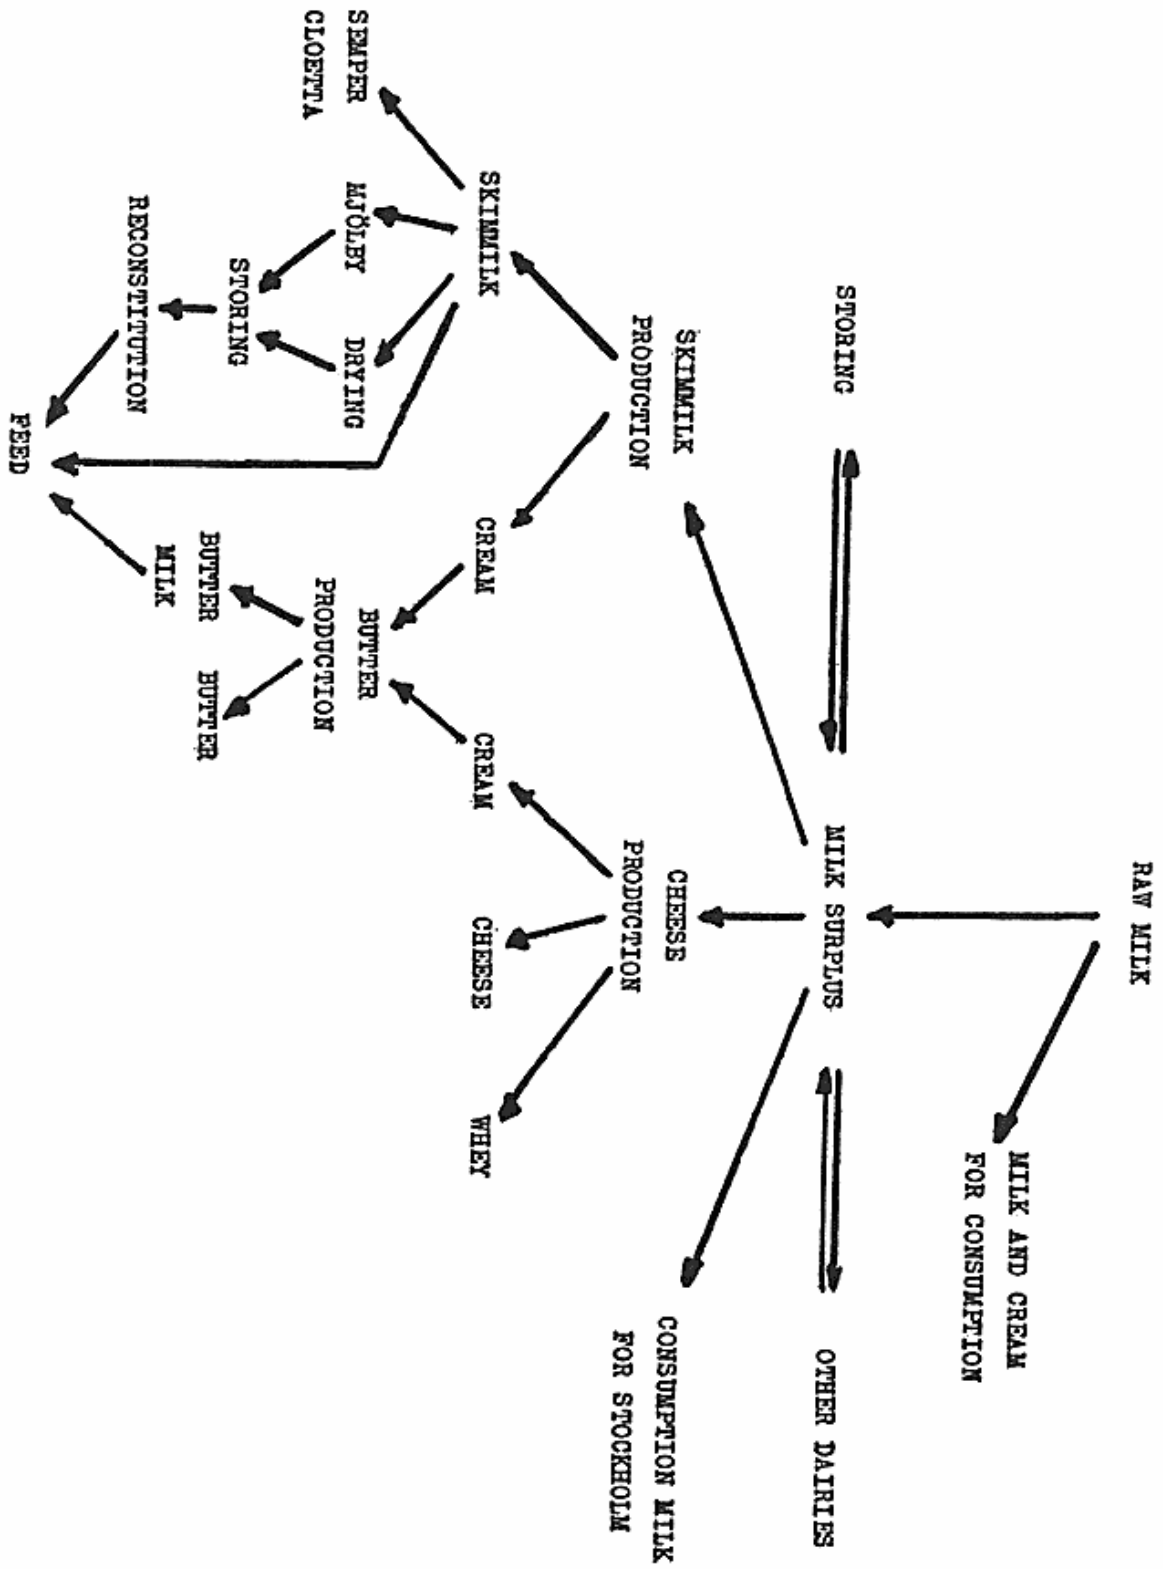 RAW MILK
MILK AND CREAM
FOR CONSUMPTION
STORING
MILK SURPLUS
OTHER DAIRIES
SKIMMILK
PRODUCTION
CHEESE
PRODUCTION
CONSUMPTION MILK
FOR STOCKHOLM
SKIMMILK
CREAM
CREAM
CHEESE
WHEY
SEMPER
CLOETTA
MJÖLBY
DRYING
BUTTER
PRODUCTION
STORING
BUTTER
MILK
BUTTER
RECONSTITUTION
FEED